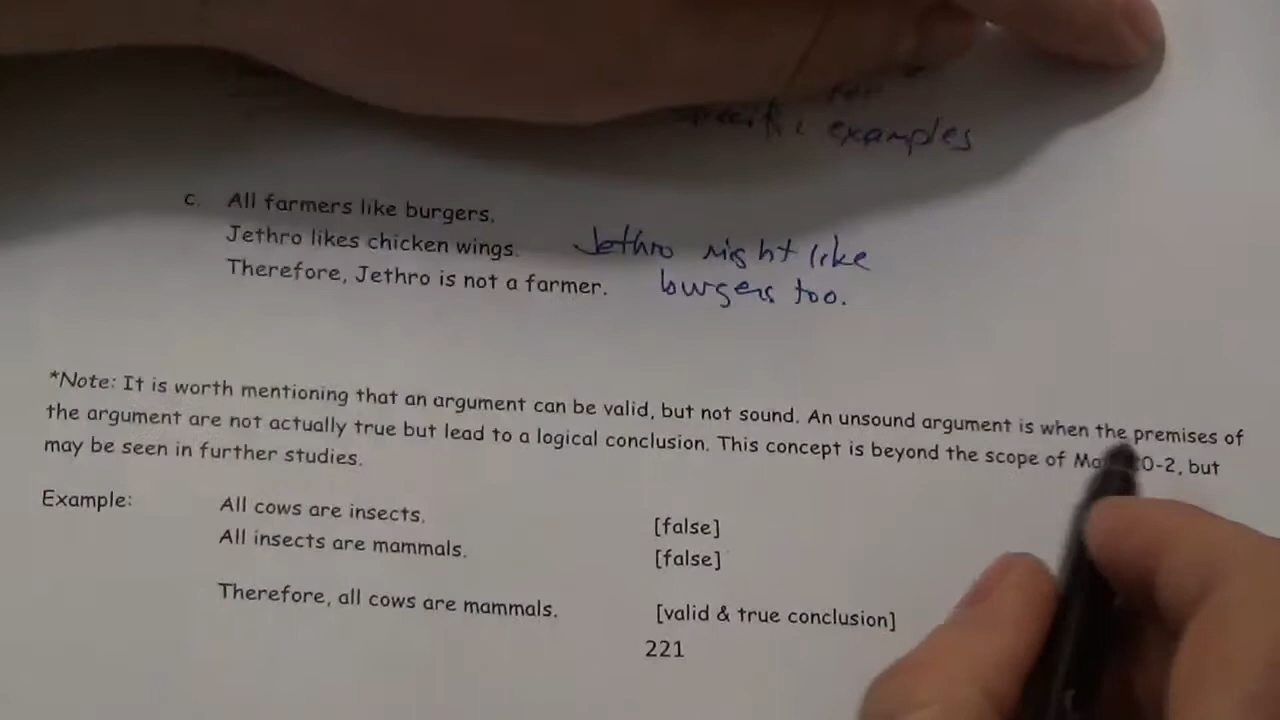 examples
c. All farmers like burgers.
Jethro likes chicken wings. Jethro might like
Therefore, Jethro is not a farmer. burgers too.
*Note: It is worth mentioning that an argument can be valid, but not sound. An unsound argument is when the premises of
the argument are not actually true but lead to a logical conclusion. This concept is beyond the scope of 0-2, but
may be seen in further studies.
Example: All cows are insects. [false]
All insects are mammals. [false]
Therefore, all cows are mammals. [valid & true conclusion]
221